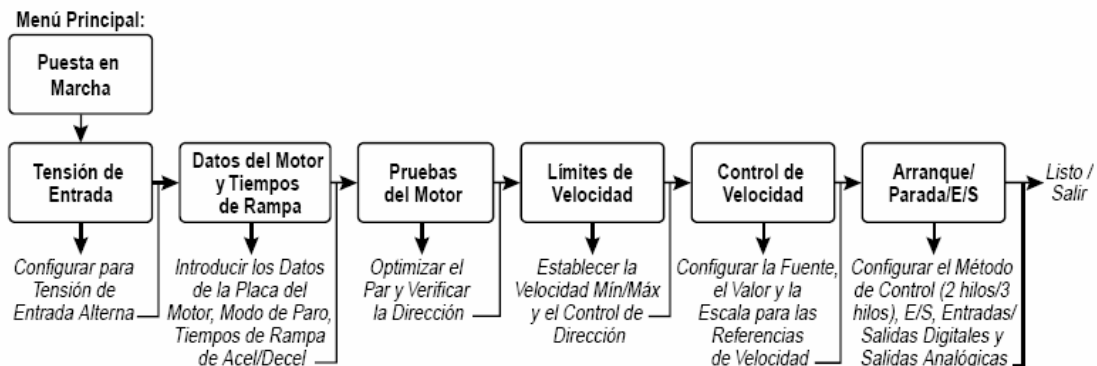 Menú Principal:
Puesta en
Marcha
Tensión de
Entrada
Datos del Motor
y Tiempos
de Rampa
Pruebas
del Motor
Límites de
Velocidad
Control de
Velocidad
Arranque/
Parada/E/S
Listo /
Salir
Configurar para
Tensión de
Entrada Alterna
Introducir los Datos
de la Placa del
Motor, Modo de Paro,
Tiempos de Rampa
de Acel/Decel
Optimizar el
Par y Verificar
la Dirección
Establecer la
Velocidad Mín/Máx
y el Control de
Dirección
Configurar la Fuente,
el Valor y la
Escala para las
Referencias
de Velocidad
Configurar el Método
de Control (2 hilos/3
hilos), E/S, Entradas/
Salidas Digitales y
Salidas Analógicas